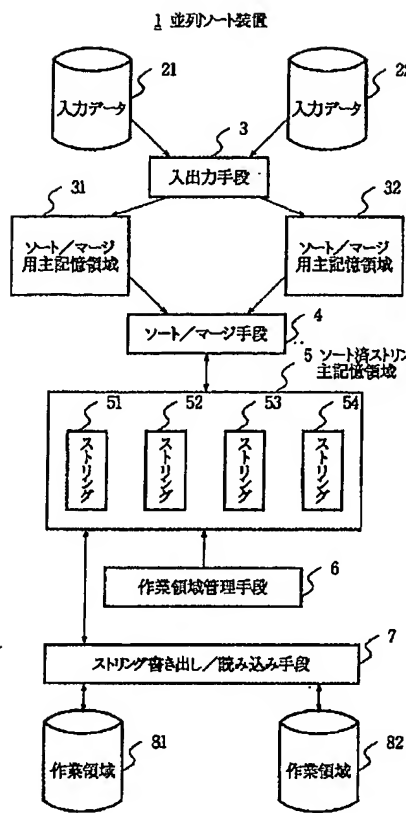 1 並列ソート装置
21
22
入力データ
入力データ
3
入出力手段
31
32
ソート／マージ
用主記憶領域
ソート／マージ
用主記憶領域
4
ソート／マージ手段
5 ソート済ストリン
主記憶領域
51
52
53
54
ストリング
ストリング
ストリング
ストリング
作業領域管理手段
6
7
ストリング書き出し／読み込み手段
81
82
作業領域
作業領域